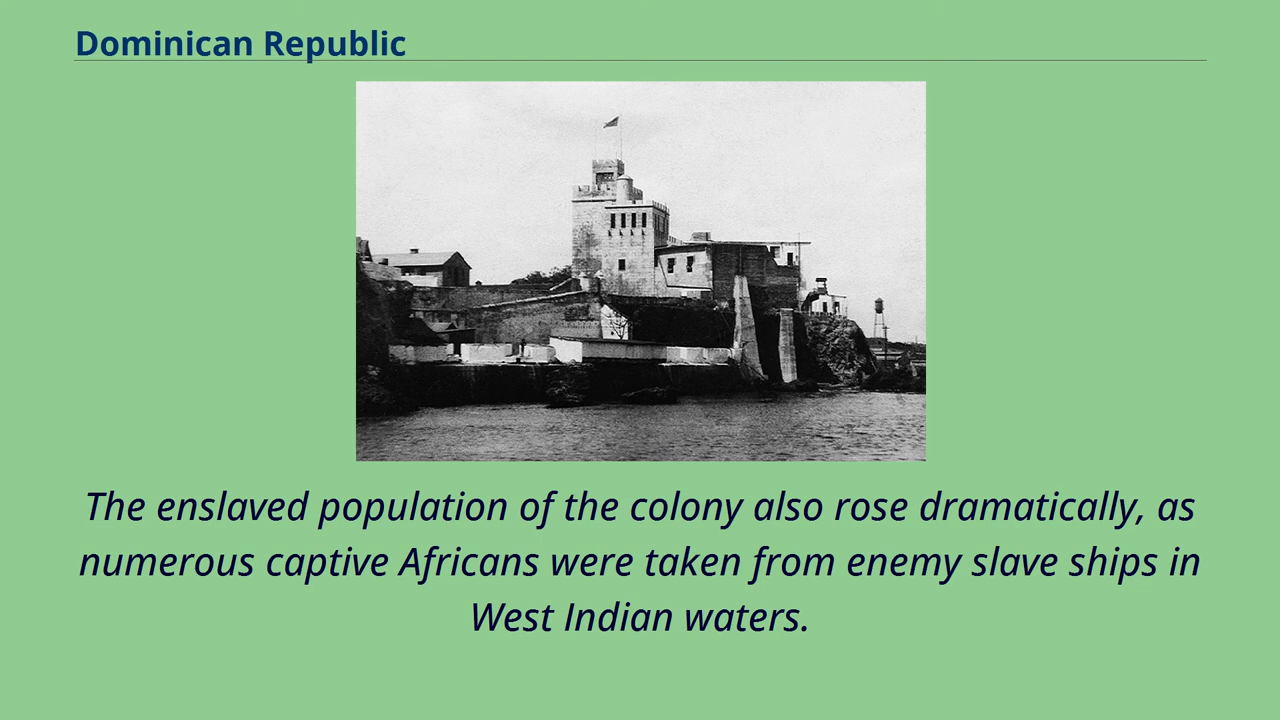 Dominican Republic
The enslaved population of the colony also rose dramatically, as
numerous captive Africans were taken from enemy slave ships in
West Indian waters.